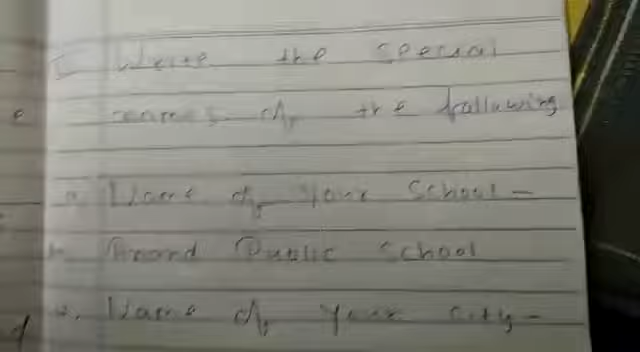 I Write the special
names of the following
Name of your School -
Public School
Name of your city -